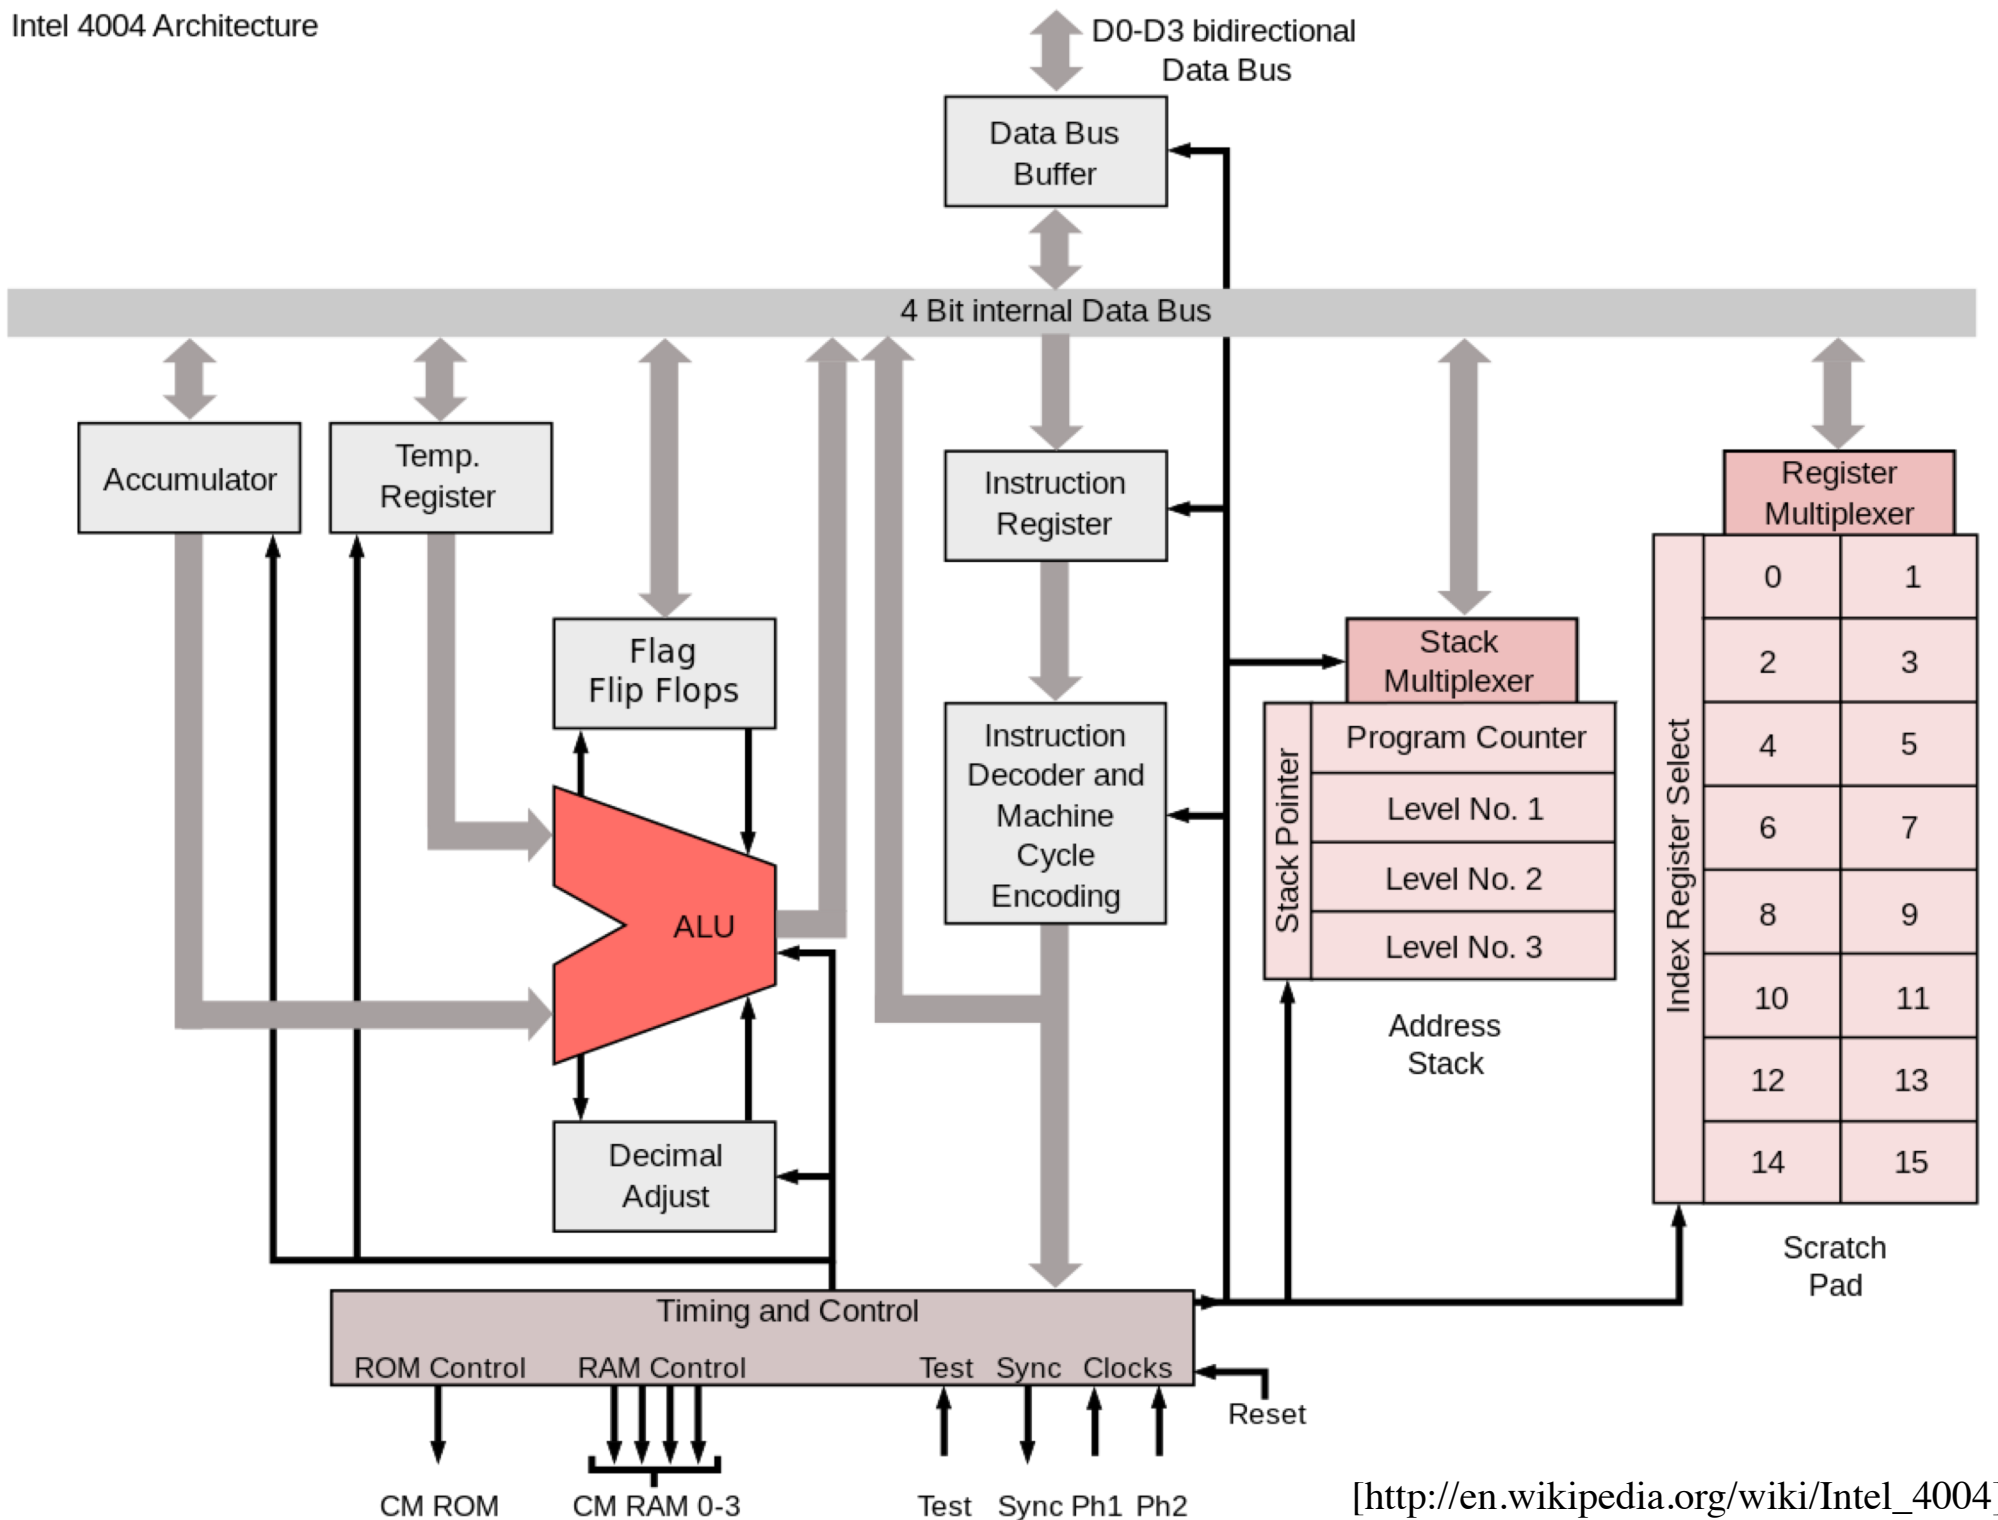 Intel 4004 Architecture
D0-D3 bidirectional
Data Bus
Data Bus
Buffer
4 Bit internal Data Bus
Accumulator
Temp.
Register
Flag
Flip Flops
ALU
Decimal
Adjust
Instruction
Register
Instruction
Decoder and
Machine
Cycle
Encoding
Stack
Multiplexer
Stack Pointer
Program Counter
Level No. 1
Level No. 2
Level No. 3
Address
Stack
Register
Multiplexer
Index Register Select
0 1
2 3
4 5
6 7
8 9
10 11
12 13
14 15
Scratch
Pad
Timing and Control
ROM Control RAM Control Test Sync Clocks
Reset
CM ROM CM RAM 0-3 Test Sync Ph1 Ph2
[http://en.wikipedia.org/wiki/Intel_4004]